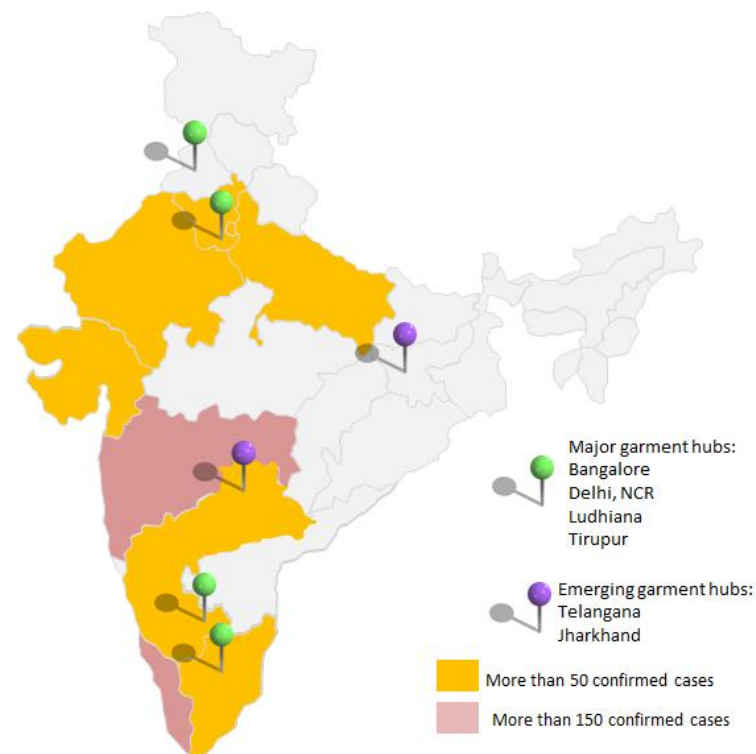 Major garment hubs:
Bangalore
Delhi, NCR
Ludhiana
Tirupur
Emerging garment hubs:
Telangana
Jharkhand
More than 50 confirmed cases
More than 150 confirmed cases